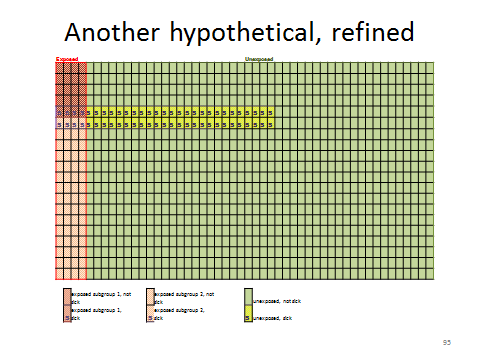 Another hypothetical, refined
Exposed
Unexposed
S S S S S S S S S S S S S S S S S S S S S S S S S S S S S
S S S S S S S S S S S S S S S S S S S S S S S S S S S S S
exposed subgroup 1, not
sick
S exposed subgroup 1,
sick
exposed subgroup 2, not
sick
S exposed subgroup 2,
sick
unexposed, not sick
S unexposed, sick
95